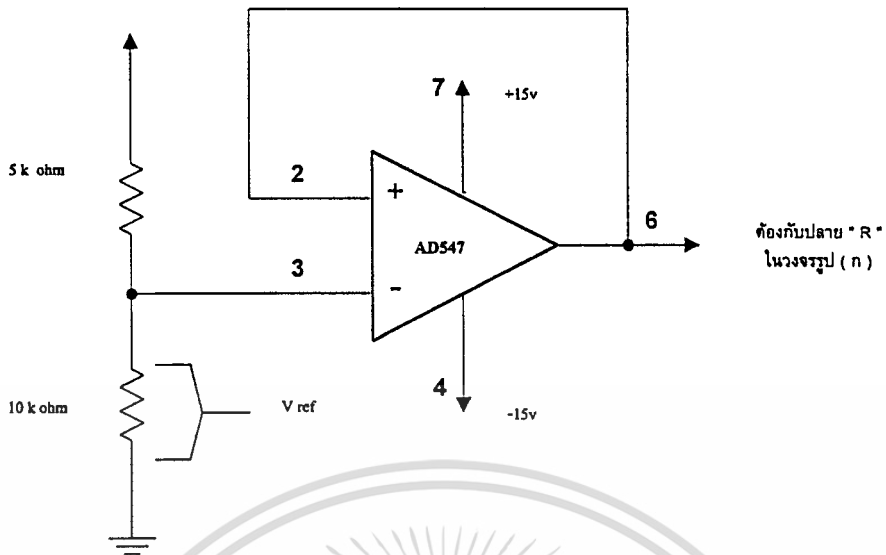 7
+15v
5 k ohm
2
+
6
AD547
ต้องกับปลาย " R "
ในวงจรรูป ( ก )
3
-
4
-15v
10 k ohm
V ref